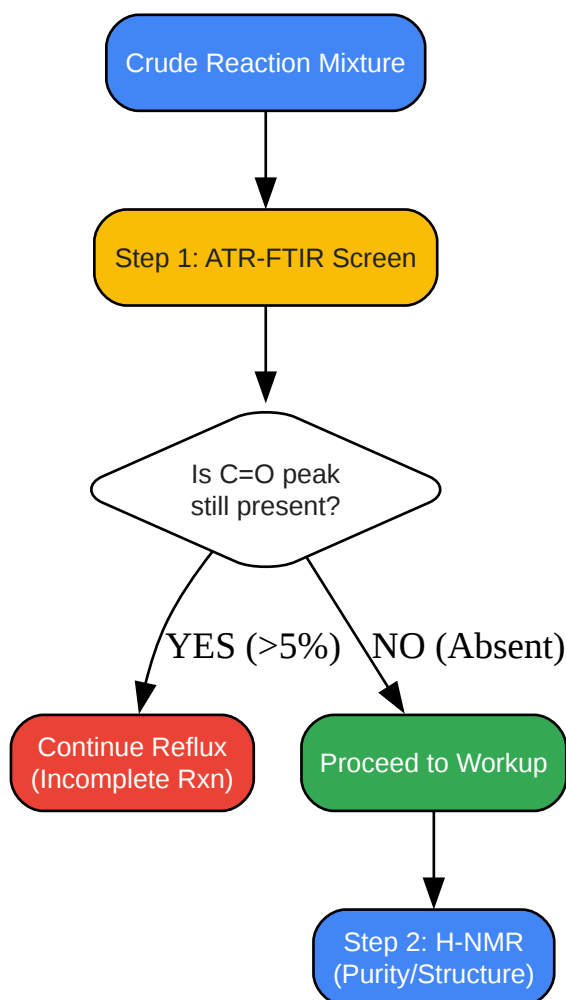 Crude Reaction Mixture
Step 1: ATR-FTIR Screen
Is C=O peak
still present?
YES (>5%)
NO (Absent)
Continue Reflux
(Incomplete Rxn)
Proceed to Workup
Step 2: H-NMR
(Purity/Structure)